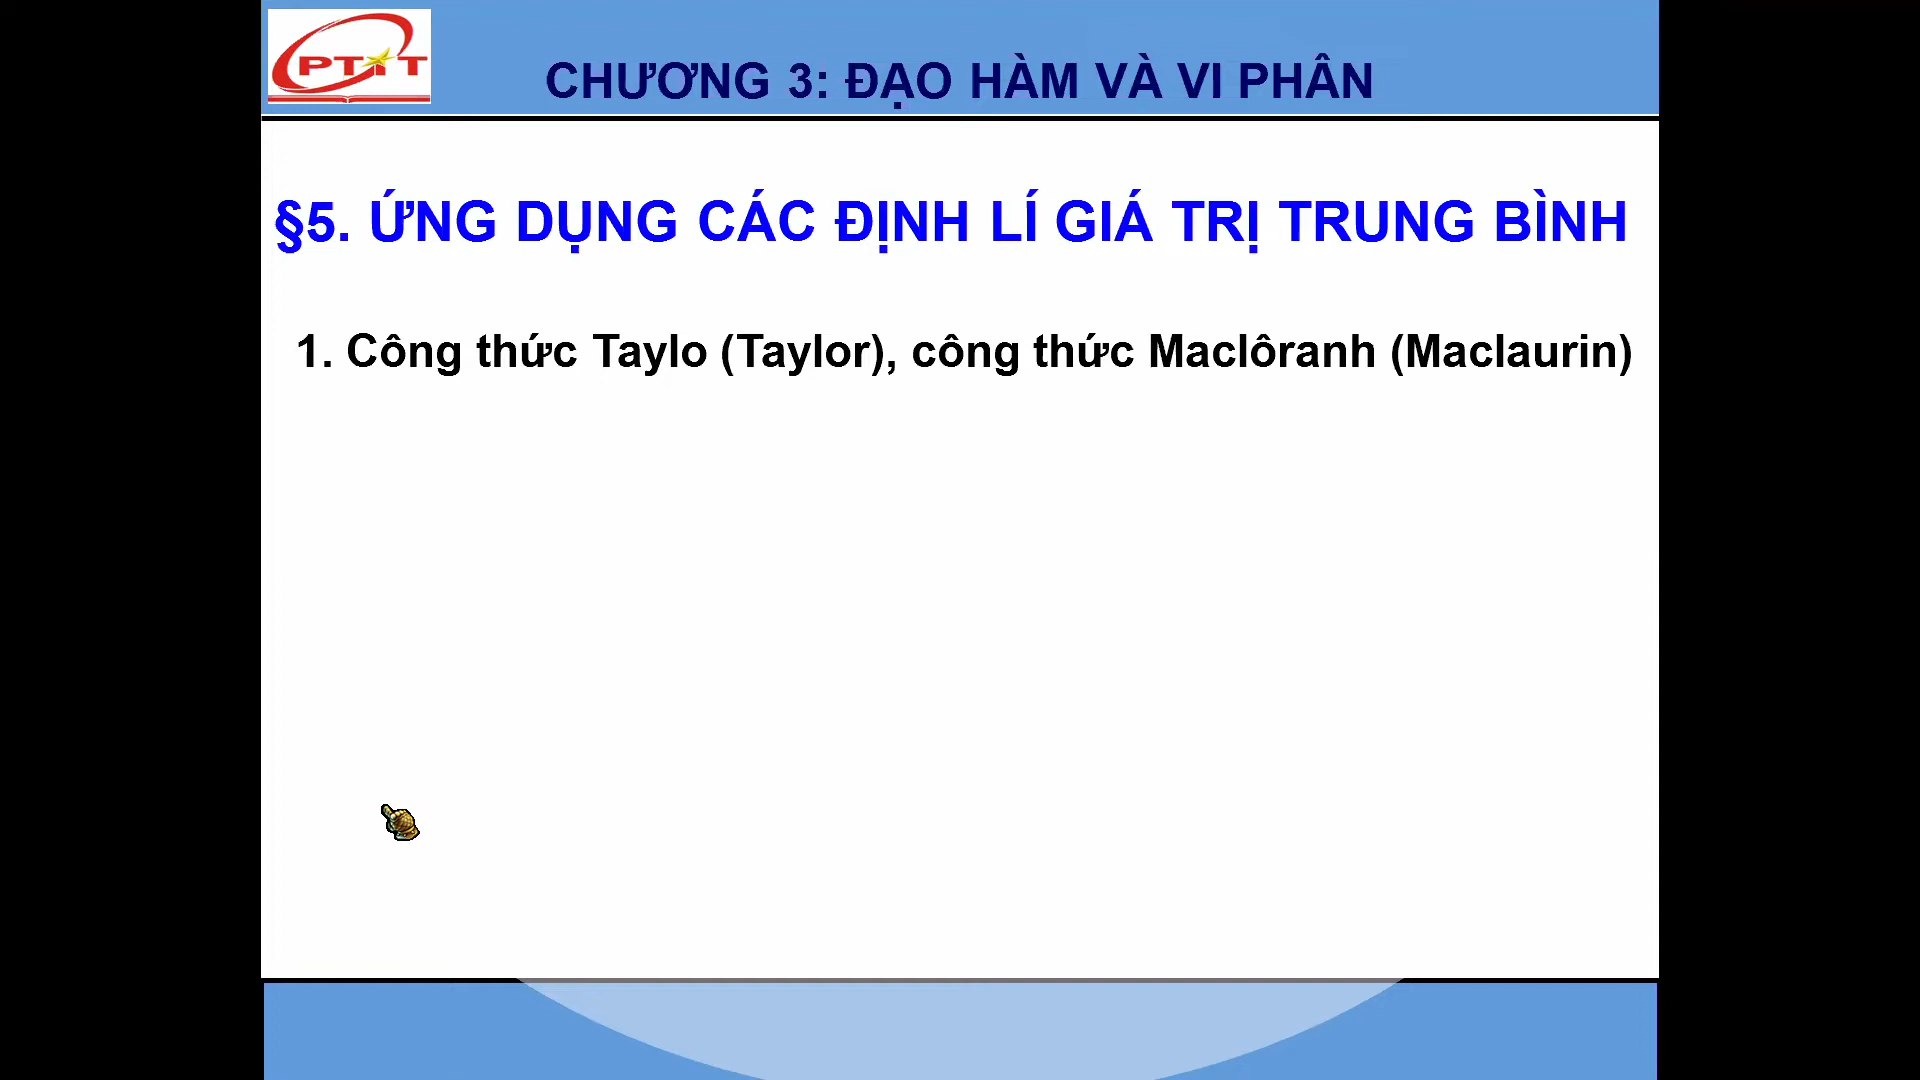 PTIT
CHƯƠNG 3: ĐẠO HÀM VÀ VI PHÂN
§5. ỨNG DỤNG CÁC ĐỊNH LÍ GIÁ TRỊ TRUNG BÌNH
1. Công thức Taylo (Taylor), công thức Maclôranh (Maclaurin)